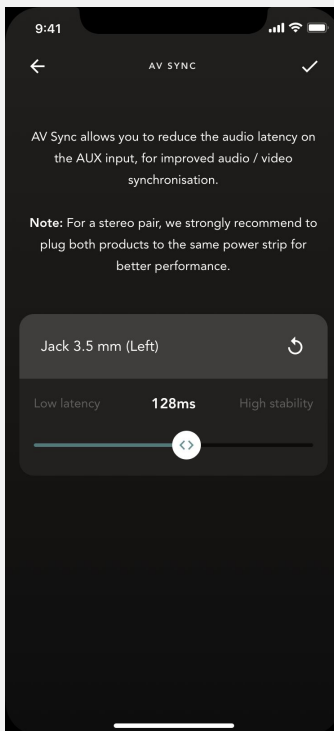 9:41
AV SYNC
AV Sync allows you to reduce the audio latency on
the AUX input, for improved audio / video
synchronisation.
Note: For a stereo pair, we strongly recommend to
plug both products to the same power strip for
better performance.
Jack 3.5 mm (Left)
Low latency 128ms High stability